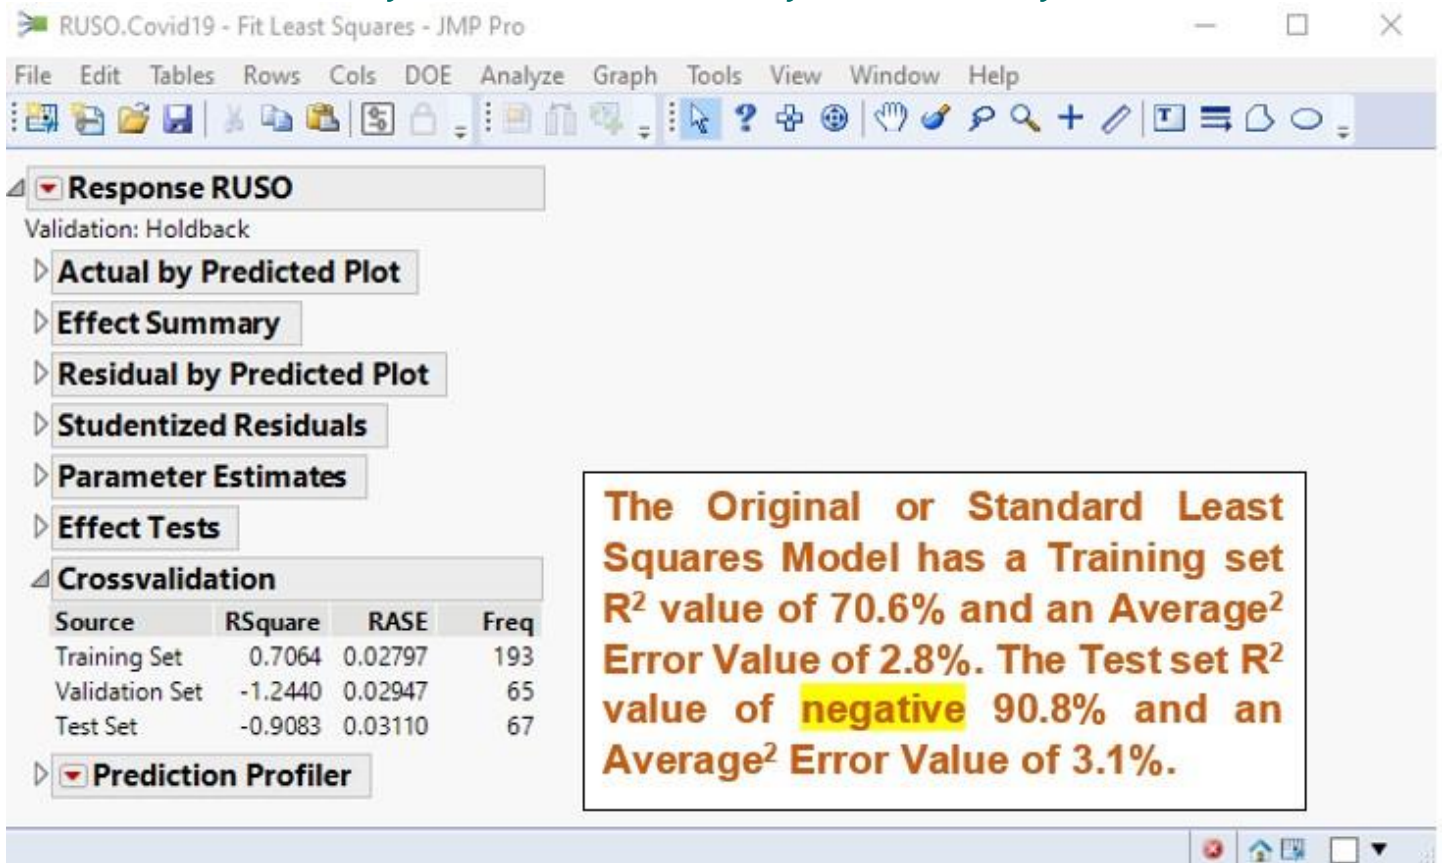 RUSO.Covid19 - Fit Least Squares - JMP Pro
File Edit Tables Rows Cols DOE Analyze Graph Tools View Window Help
Response RUSO
Validation: Holdback
Actual by Predicted Plot
Effect Summary
Residual by Predicted Plot
Studentized Residuals
Parameter Estimates
Effect Tests
Crossvalidation
Source RSquare RASE Freq
Training Set 0.7064 0.02797 193
Validation Set -1.2440 0.02947 65
Test Set -0.9083 0.03110 67
Prediction Profiler
The Original or Standard Least
Squares Model has a Training set
R² value of 70.6% and an Average²
Error Value of 2.8%. The Test set R²
value of negative 90.8% and an
Average² Error Value of 3.1%.